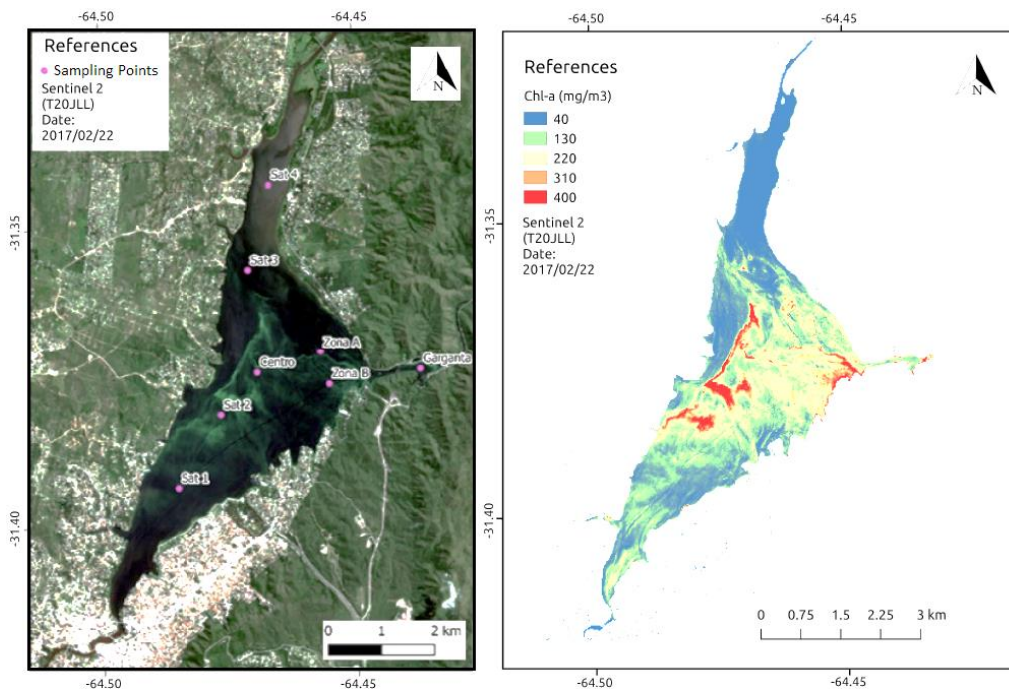 -64.50
-64.45
References
Sampling Points
Sentinel 2
(T20JLL)
Date:
2017/02/22
N
Sat 4
-31.35
Sat 3
Zona A
Garganta
Centro
Zona B
Sat 2
Sat 1
-31.40
0 1 2 km
-64.50
-64.45
-64.50
-64.45
References
Chl-a (mg/m3)
40
130
220
310
400
Sentinel 2
(T20JLL)
Date:
2017/02/22
N
-31.35
-31.40
0 0.75 1.5 2.25 3 km
-64.50
-64.45